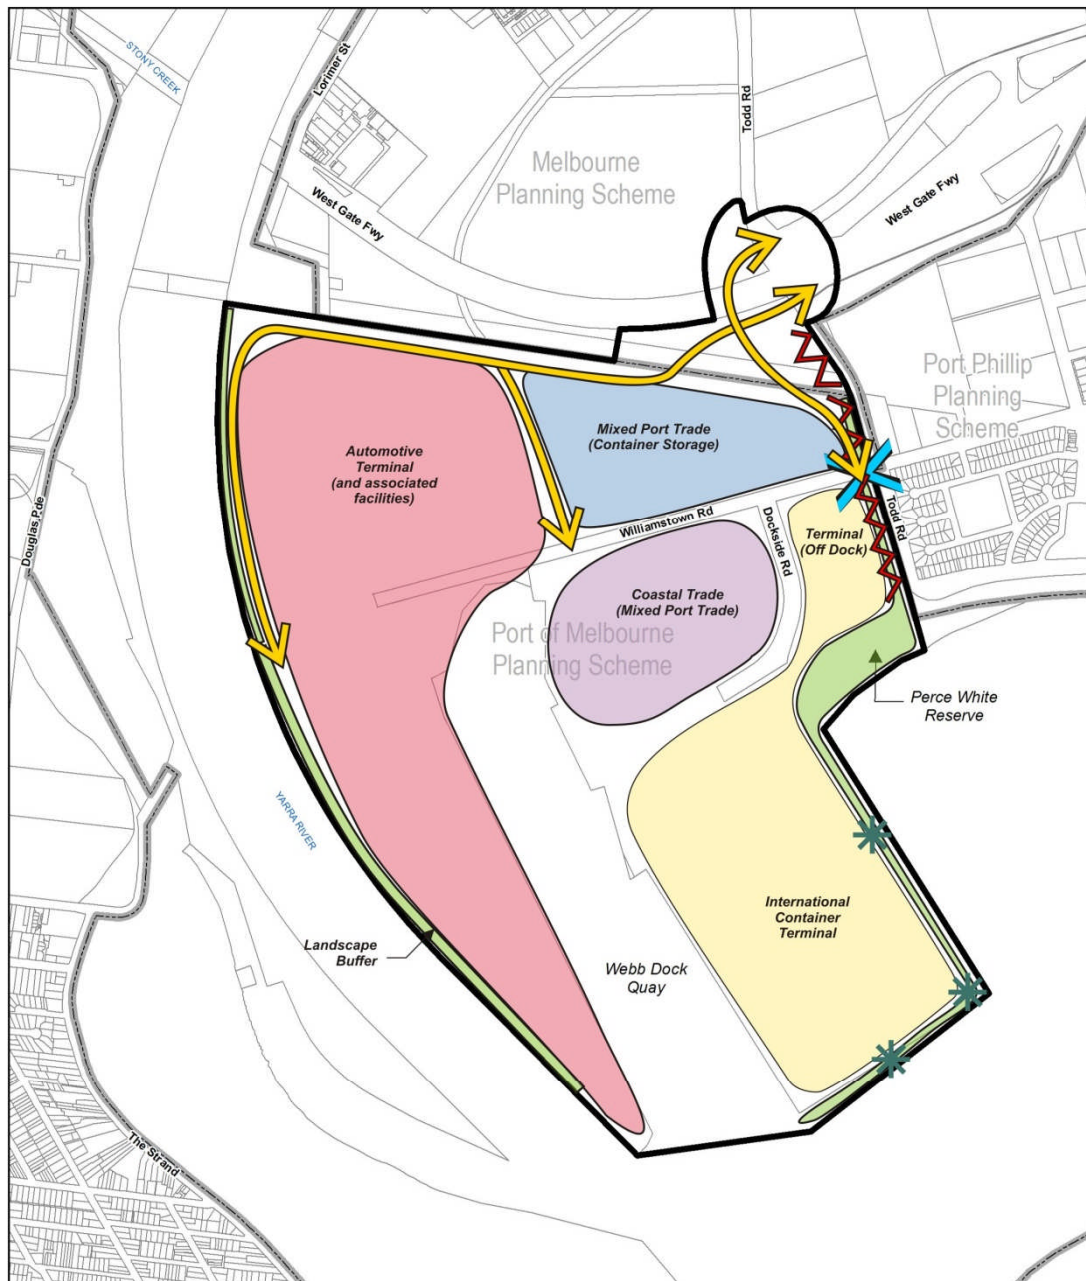 STONY CREEK
Lorimer St
Todd Rd
Melbourne
Planning Scheme
West Gate Fwy
West Gate Fwy
Port Phillip
Planning
Scheme
Mixed Port Trade
(Container Storage)
Automotive
Terminal
(and associated
facilities)
Douglas P.de
Williamstown Rd
Dockside Rd
Terminal
(Off Dock)
Todd Rd
Coastal Trade
(Mixed Port Trade)
Port of Melbourne
Planning Scheme
Perce White
Reserve
YARRA RIVER
International
Container
Terminal
Landscape
Buffer
Webb Dock
Quay
The Strand